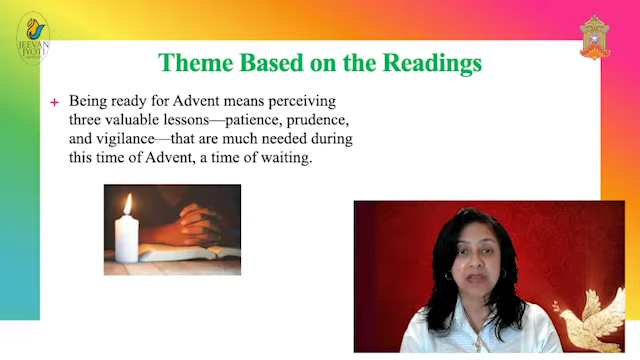 JEEVAN
JYOTI
Theme Based on the Readings
+ Being ready for Advent means perceiving
three valuable lessons—patience, prudence,
and vigilance—that are much needed during
this time of Advent, a time of waiting.